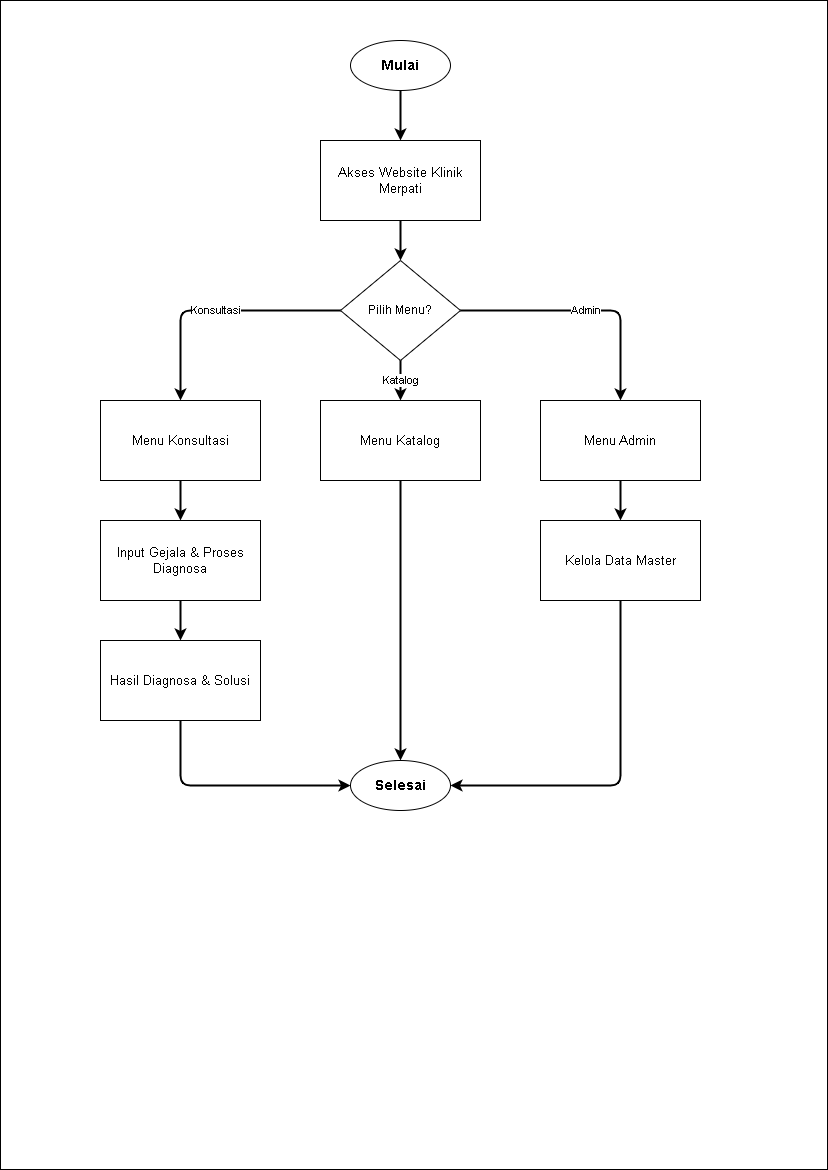 Mulai
Akses Website Klinik
Merpati
Pilih Menu?
Konsultasi
Admin
Katalog
Menu Konsultasi
Menu Katalog
Menu Admin
Input Gejala & Proses
Diagnosa
Kelola Data Master
Hasil Diagnosa & Solusi
Selesai